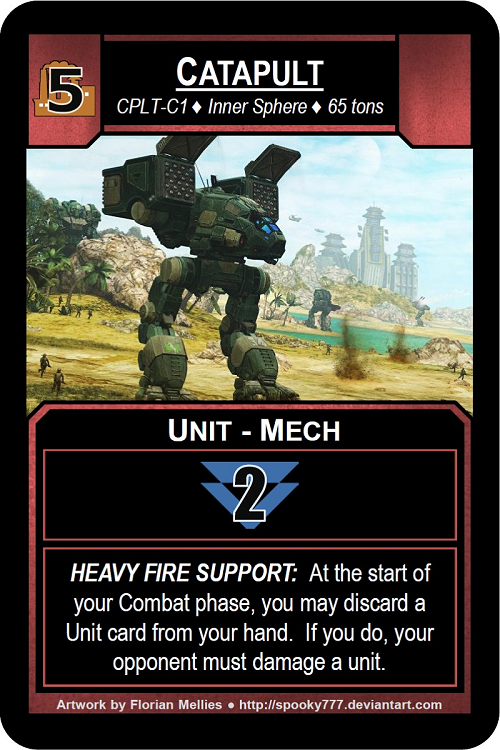 5
CATAPULT
CPLT-C1 ♦ Inner Sphere ♦ 65 tons
UNIT - MECH
2
HEAVY FIRE SUPPORT: At the start of
your Combat phase, you may discard a
Unit card from your hand. If you do, your
opponent must damage a unit.
Artwork by Florian Mellies ● http://spooky777.deviantart.com